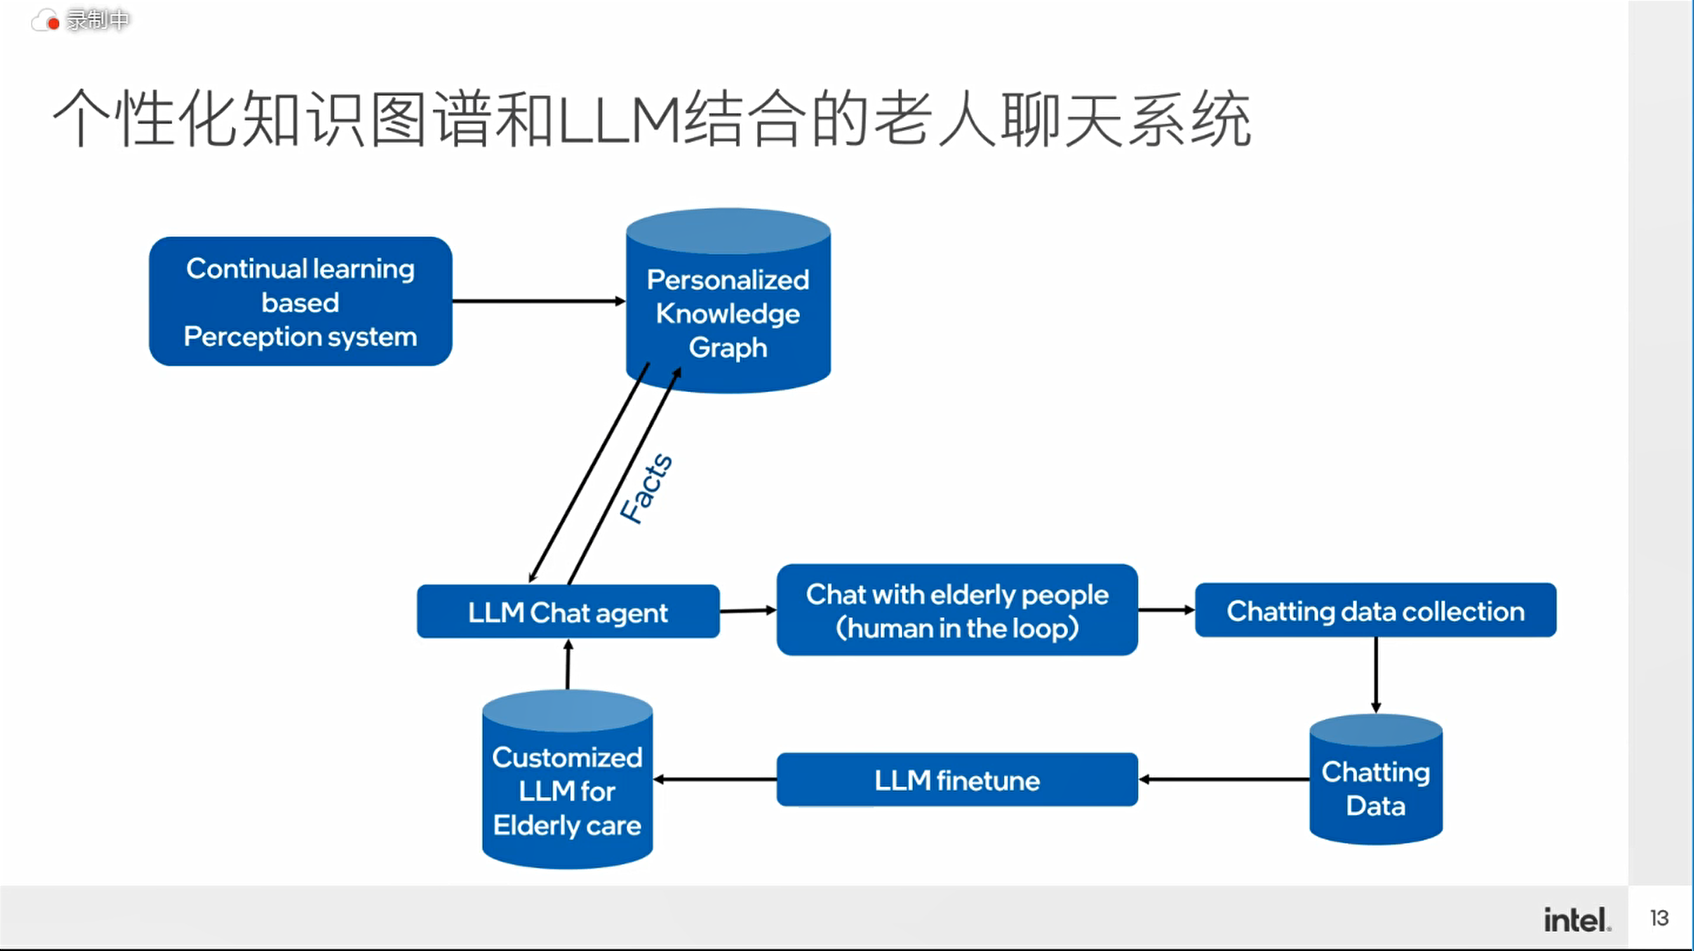 录制中
个性化知识图谱和LLM结合的老人聊天系统
Continual learning
based
Perception system
Personalized
Knowledge
Graph
Facts
LLM Chat agent
Chat with elderly people
(human in the loop)
Chatting data collection
Customized
LLM for
Elderly care
LLM finetune
Chatting
Data
intel.
13